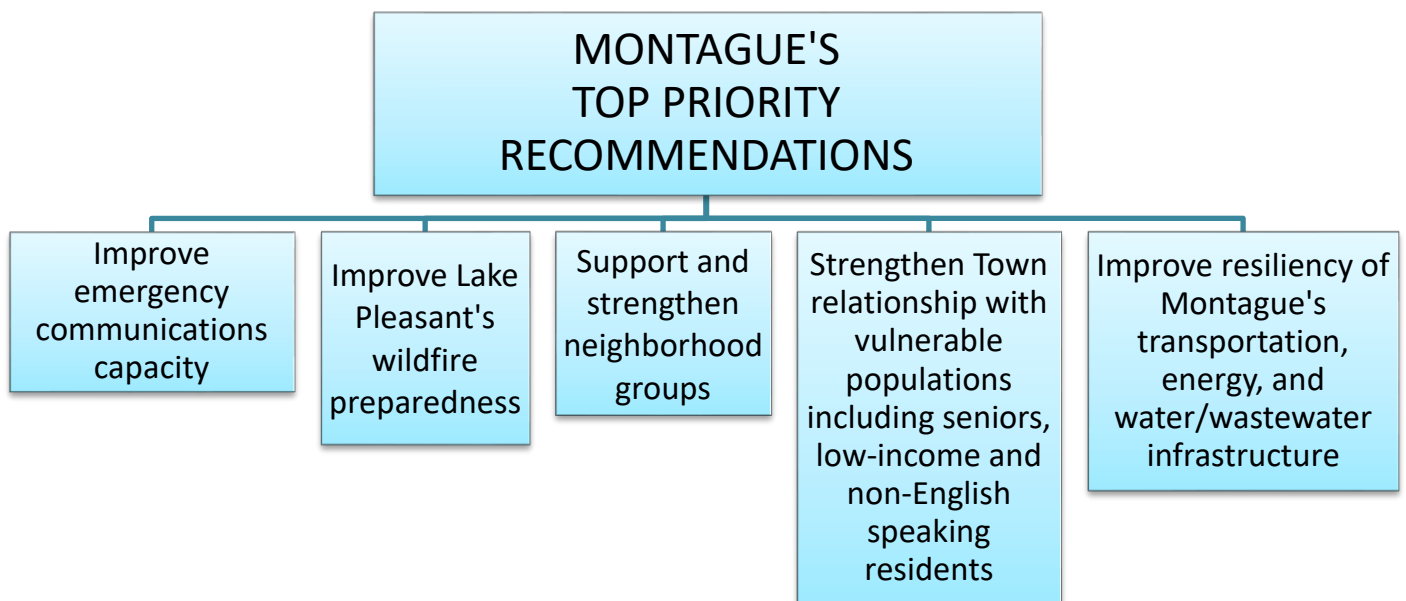 MONTAGUE'S
TOP PRIORITY
RECOMMENDATIONS
Improve
emergency
communications
capacity
Improve Lake
Pleasant's
wildfire
preparedness
Support and
strengthen
neighborhood
groups
Strengthen Town
relationship with
vulnerable
populations
including seniors,
low-income and
non-English
speaking
residents
Improve resiliency of
Montague's
transportation,
energy, and
water/wastewater
infrastructure